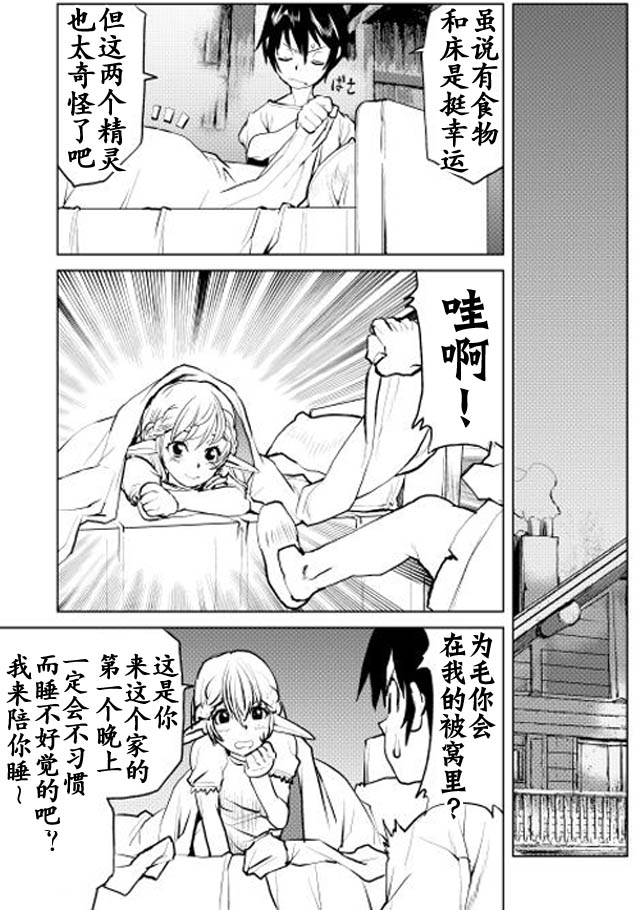 虽说有食物
和床是挺幸运
ばさ
但这两个精灵
也太奇怪了吧
哇啊！
为毛你会
在我的被窝里？
这是你
来这个家的
第一个晚上
一定会不习惯
而睡不好觉的吧？
我来陪你睡~